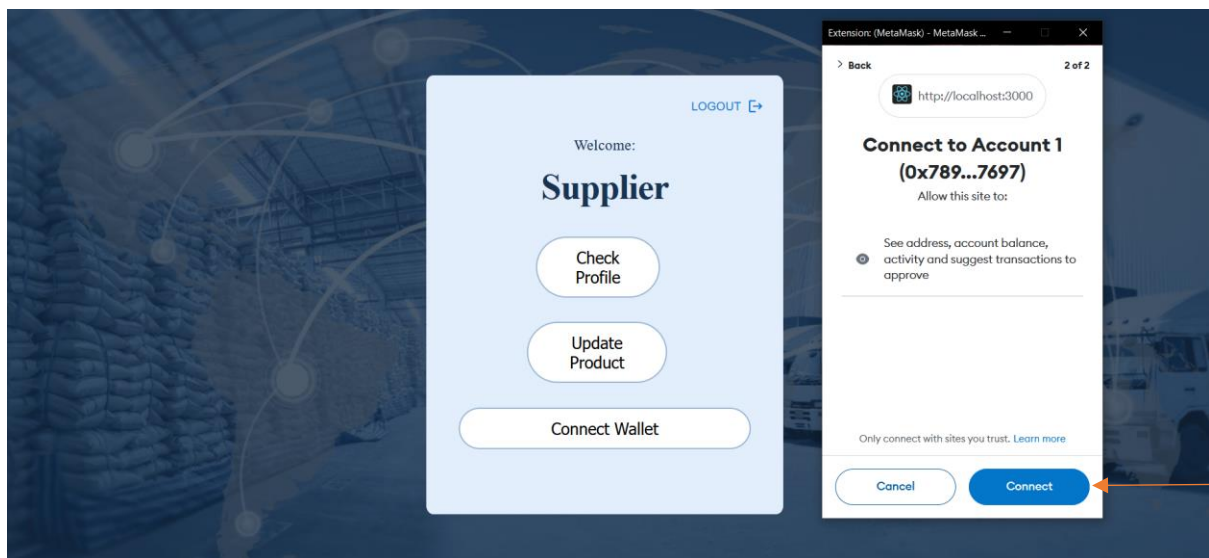 LOGOUT
Welcome:
Supplier
Check
Profile
Update
Product
Connect Wallet
Extension: (MetaMask) - MetaMask ...
> Back
2 of 2
http://localhost:3000
Connect to Account 1
(0x789...7697)
Allow this site to:
See address, account balance,
activity and suggest transactions to
approve
Only connect with sites you trust. Learn more
Cancel
Connect